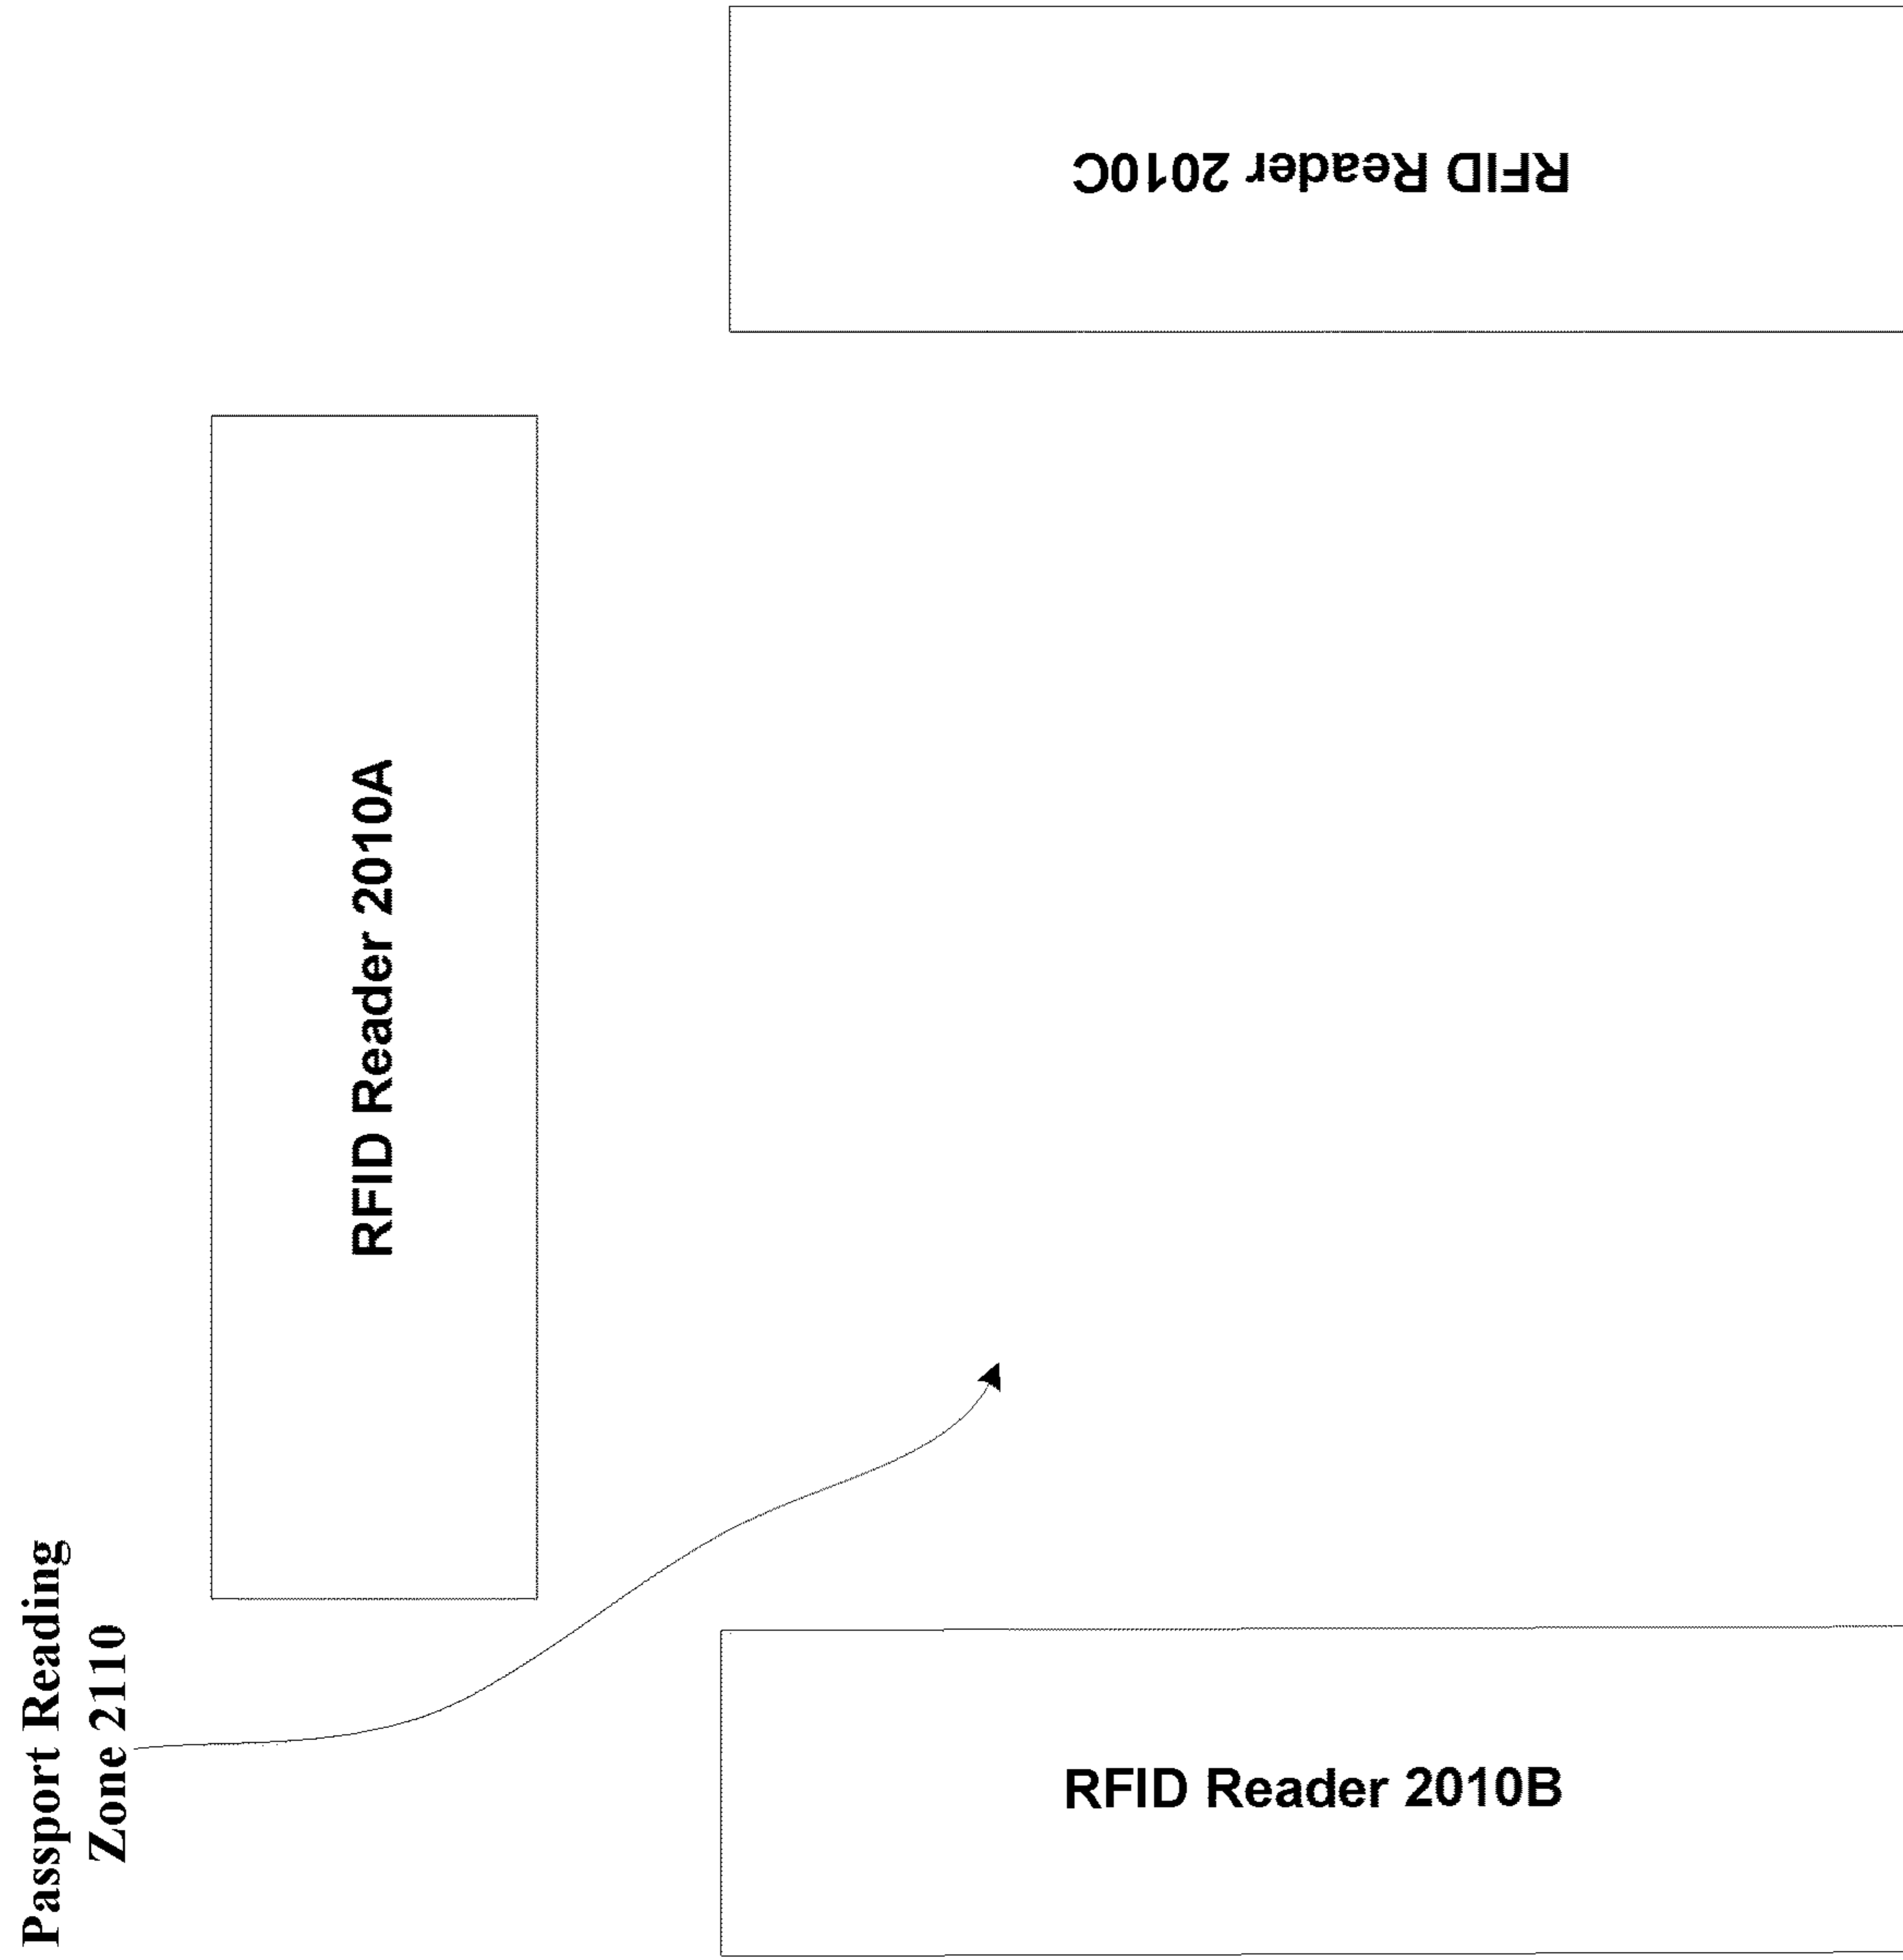 RFID Reader 2010C
RFID Reader 2010A
Passport Reading
Zone 2110
RFID Reader 2010B